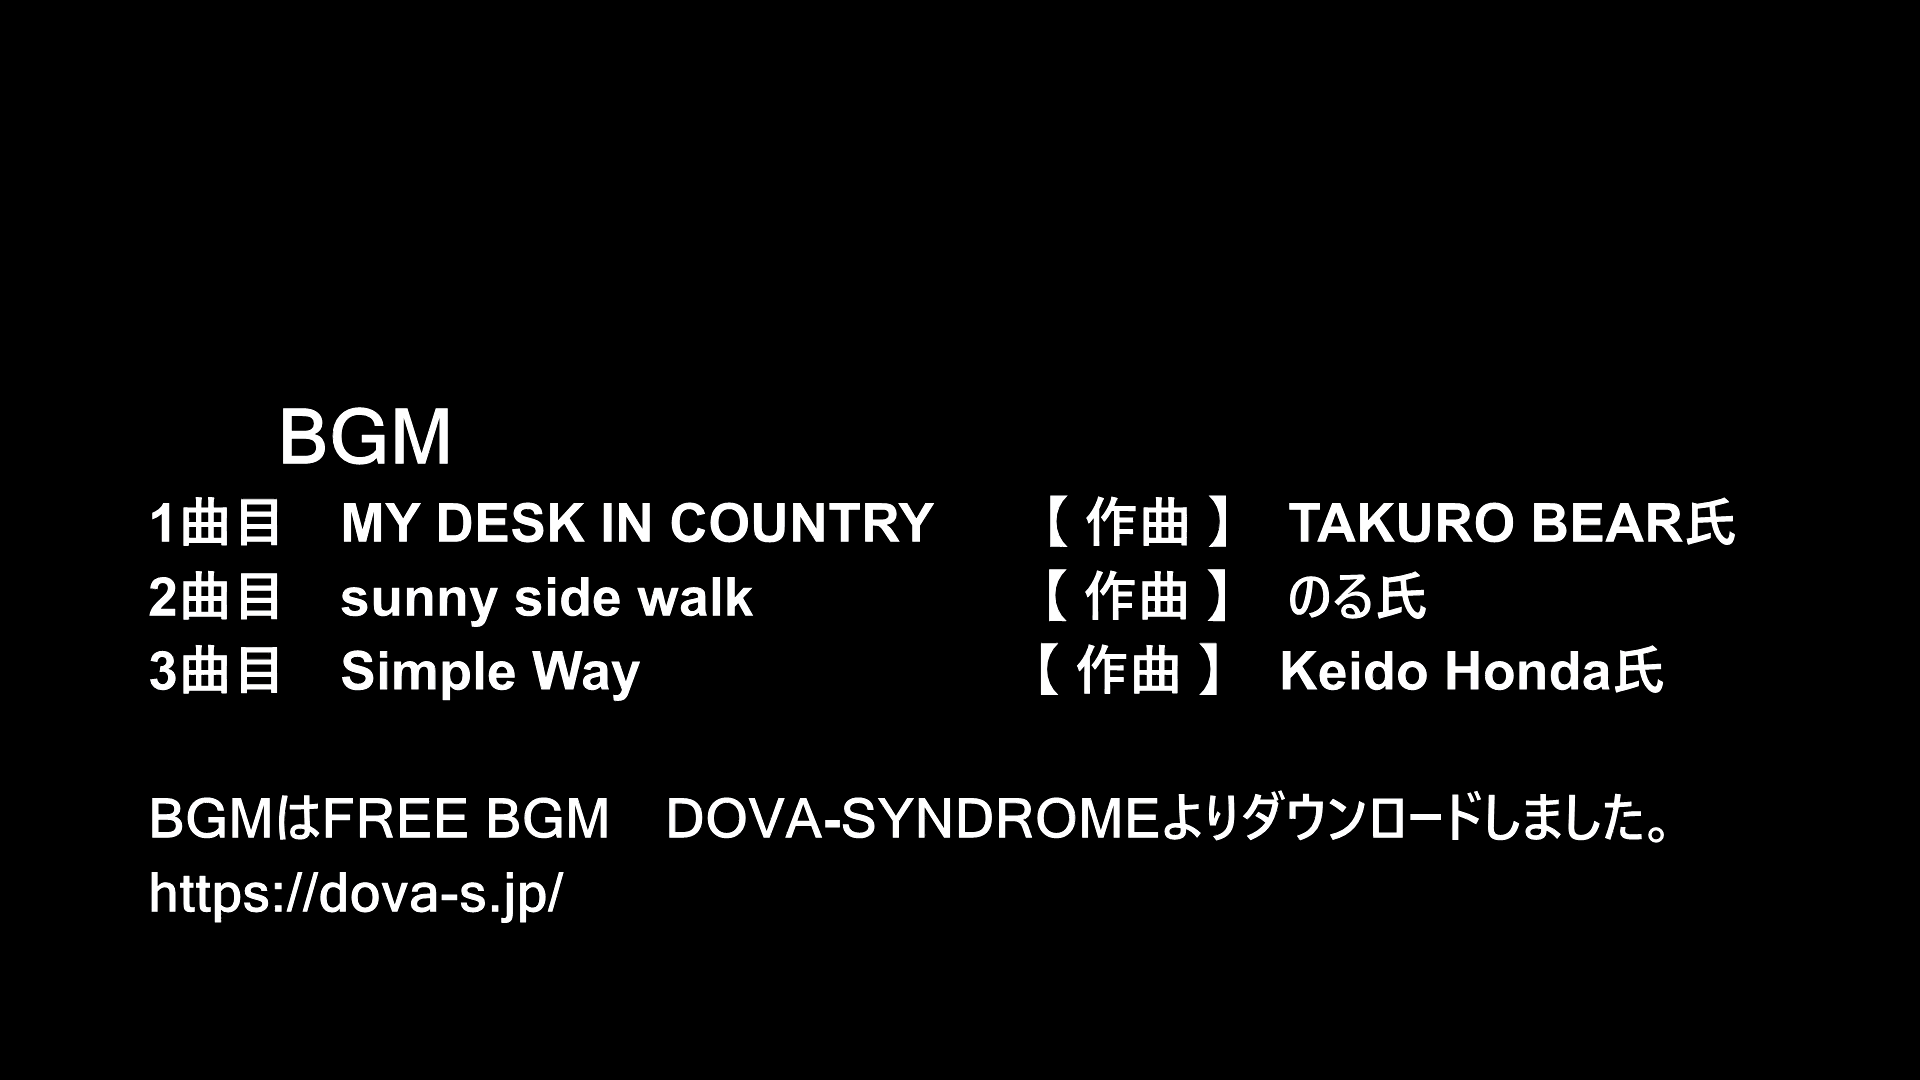 BGM
1曲目　MY DESK IN COUNTRY　【 作曲 】　TAKURO BEAR氏
2曲目　sunny side walk　【 作曲 】　のる氏
3曲目　Simple Way　【 作曲 】　Keido Honda氏
BGMはFREE BGM　DOVA-SYNDROMEよりダウンロードしました。
https://dova-s.jp/